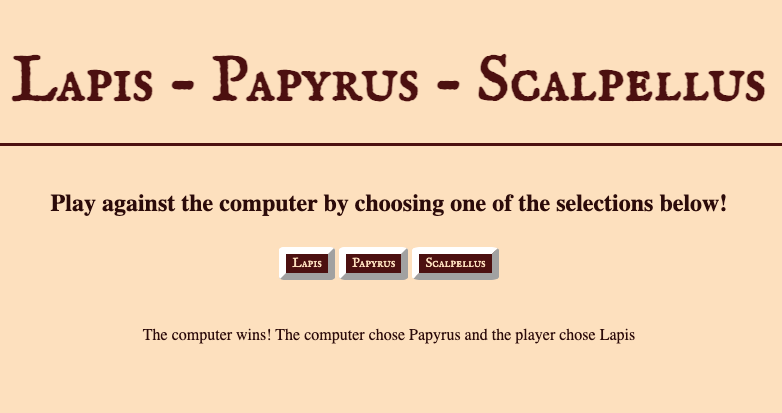 Lapis - Papyrus - Scalpellus
Play against the computer by choosing one of the selections below!
Lapis Papyrus Scalpellus
The computer wins! The computer chose Papyrus and the player chose Lapis